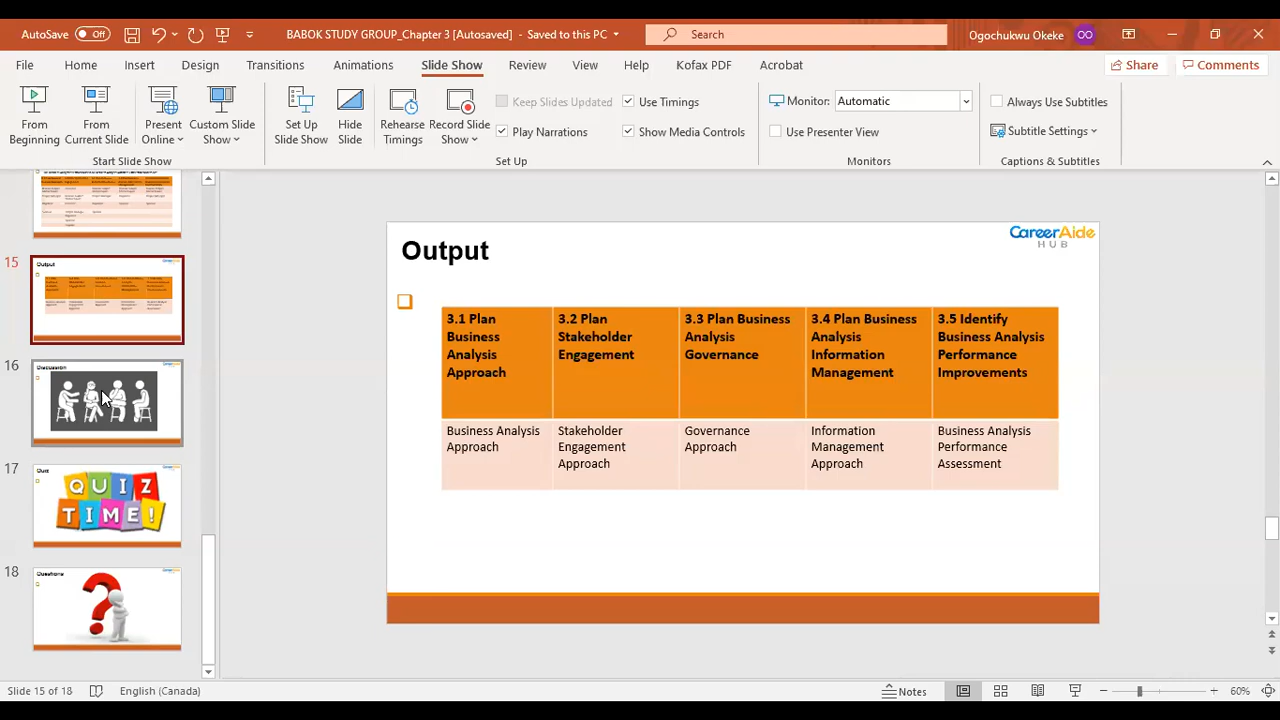 AutoSave Off BABOK STUDY GROUP_Chapter 3 [Autosaved] - Saved to this PC Search Ogochukwu Okeke OO
File Home Insert Design Transitions Animations Slide Show Review View Help Kofax PDF Acrobat Share Comments
From Beginning
From Current Slide
Present Online
Custom Slide Show
Start Slide Show
Set Up Slide Show
Hide Slide
Rehearse Timings
Record Slide Show
Keep Slides Updated
Play Narrations
Use Timings
Show Media Controls
Set Up
Monitor: Automatic
Use Presenter View
Monitors
Always Use Subtitles
Subtitle Settings
Captions & Subtitles
15
Output
16
Discussion
17
Quiz
QUIZ
TIME!
18
Questions
?
CareerAide
HUB
Output
3.1 Plan
Business
Analysis
Approach
3.2 Plan
Stakeholder
Engagement
3.3 Plan Business
Analysis
Governance
3.4 Plan Business
Analysis
Information
Management
3.5 Identify
Business Analysis
Performance
Improvements
Business Analysis
Approach
Stakeholder
Engagement
Approach
Governance
Approach
Information
Management
Approach
Business Analysis
Performance
Assessment
Slide 15 of 18 English (Canada) Notes 60%